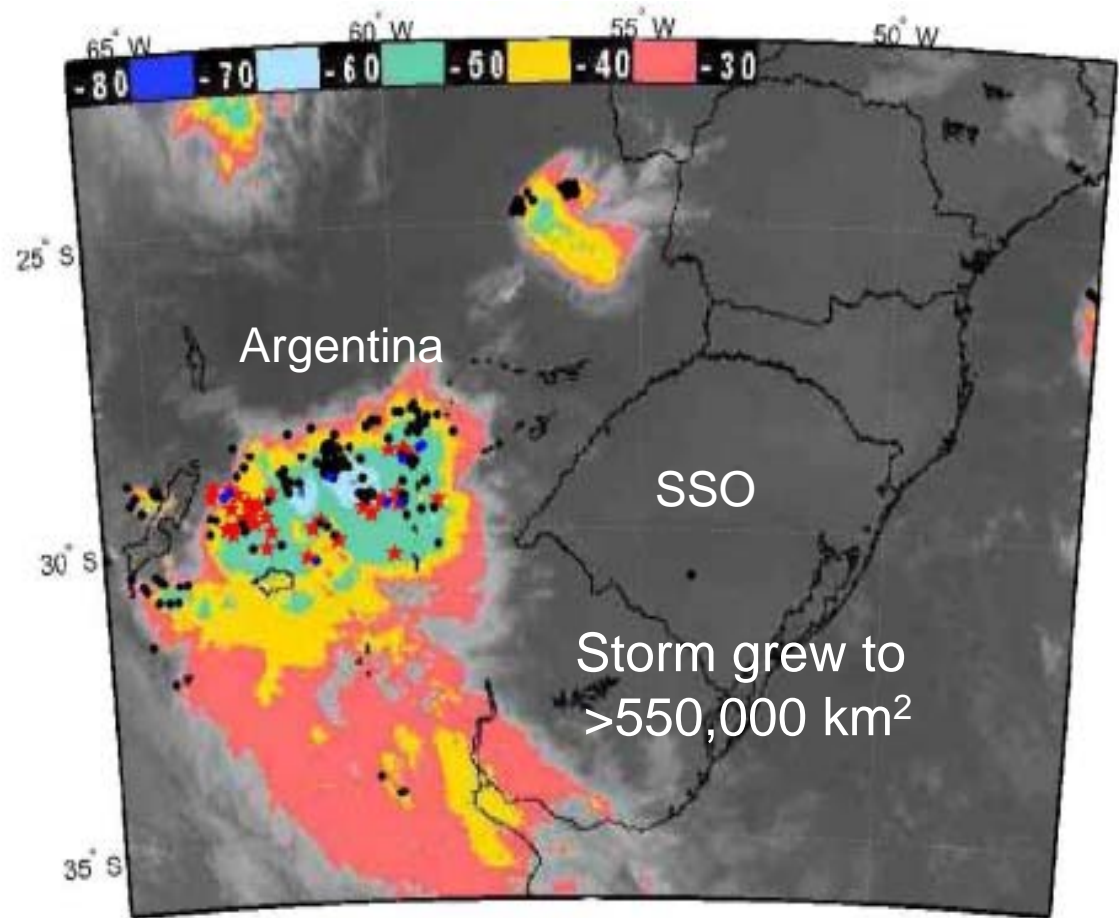 65° W 60° W 55° W 50° W
-80 -70 -60 -50 -40 -30
25° S
Argentina
SSO
30° S
Storm grew to
>550,000 km²
35° S